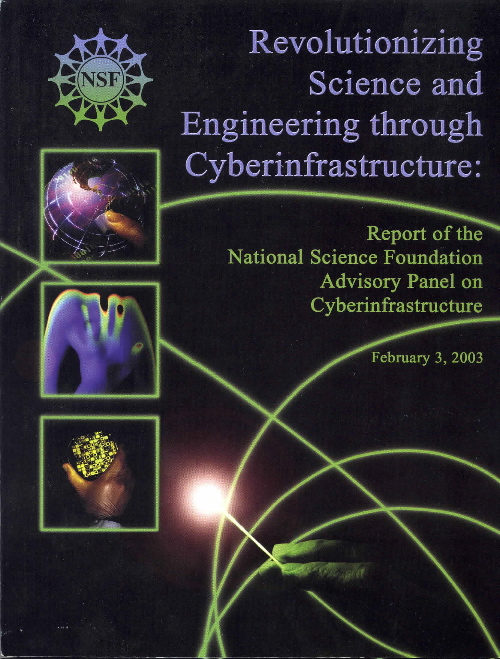 NSF
Revolutionizing
Science and
Engineering through
Cyberinfrastructure:
Report of the
National Science Foundation
Advisory Panel on
Cyberinfrastructure
February 3, 2003